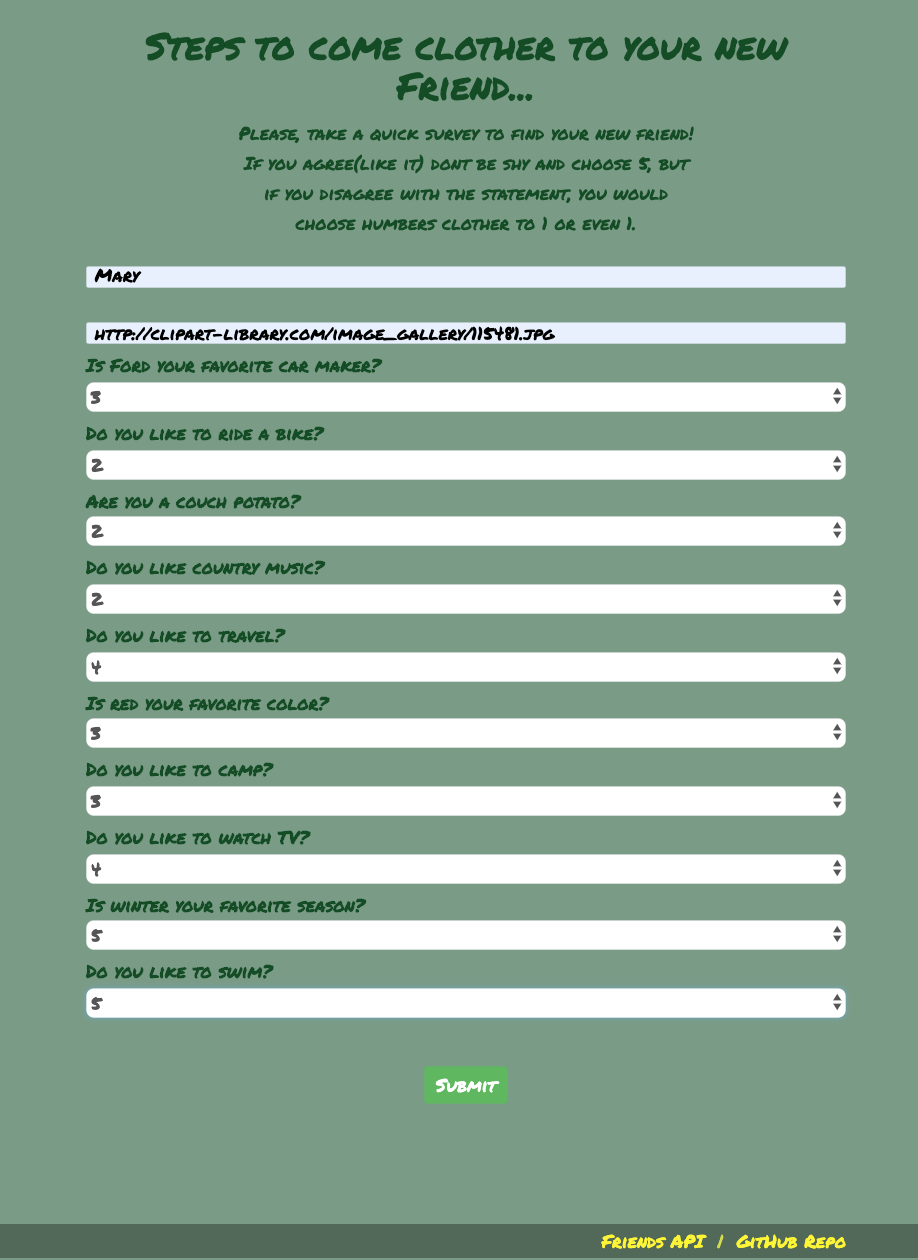 Steps to come clother to your new
Friend...
Please, take a quick survey to find your new friend!
If you agree(like it) dont be shy and choose 5, but
if you disagree with the statement, you would
choose humbers clother to 1 or even 1.
Mary
http://clipart-library.com/image_gallery/115481.jpg
Is Ford your favorite car maker?
3
Do you like to ride a bike?
2
Are you a couch potato?
2
Do you like country music?
2
Do you like to travel?
4
Is red your favorite color?
3
Do you like to camp?
3
Do you like to watch TV?
4
Is winter your favorite season?
5
Do you like to swim?
5
Submit
Friends API | GitHub Repo